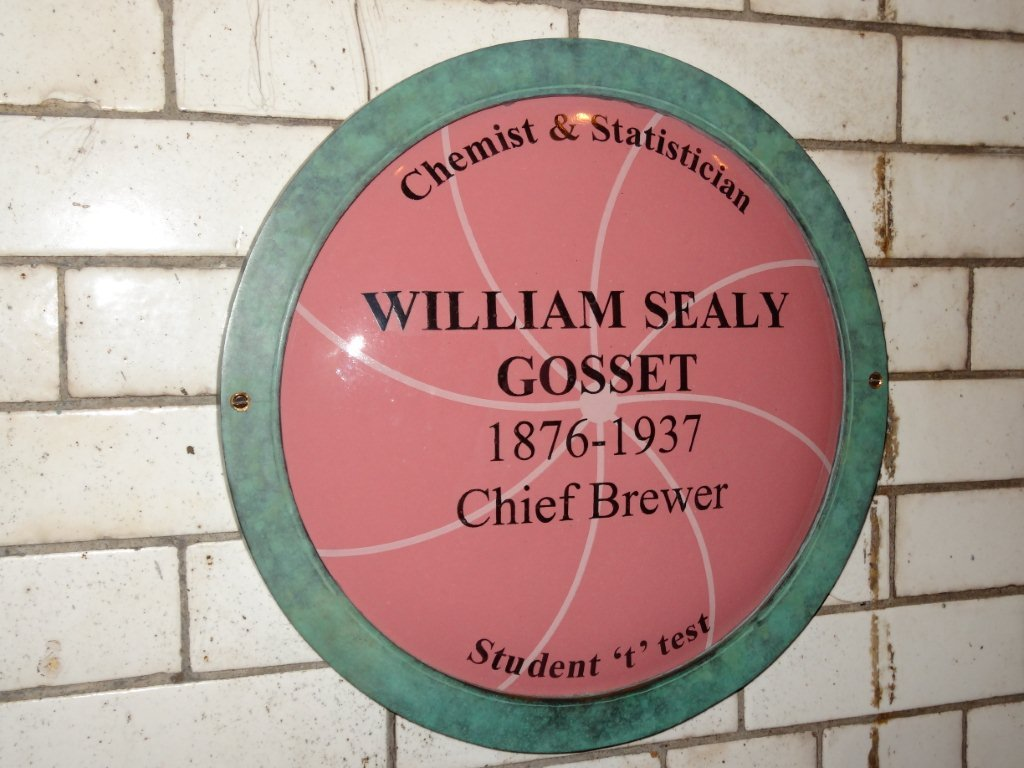 Chemist & Statistician
WILLIAM SEALY
GOSSET
1876-1937
Chief Brewer
Student ‘t’ test